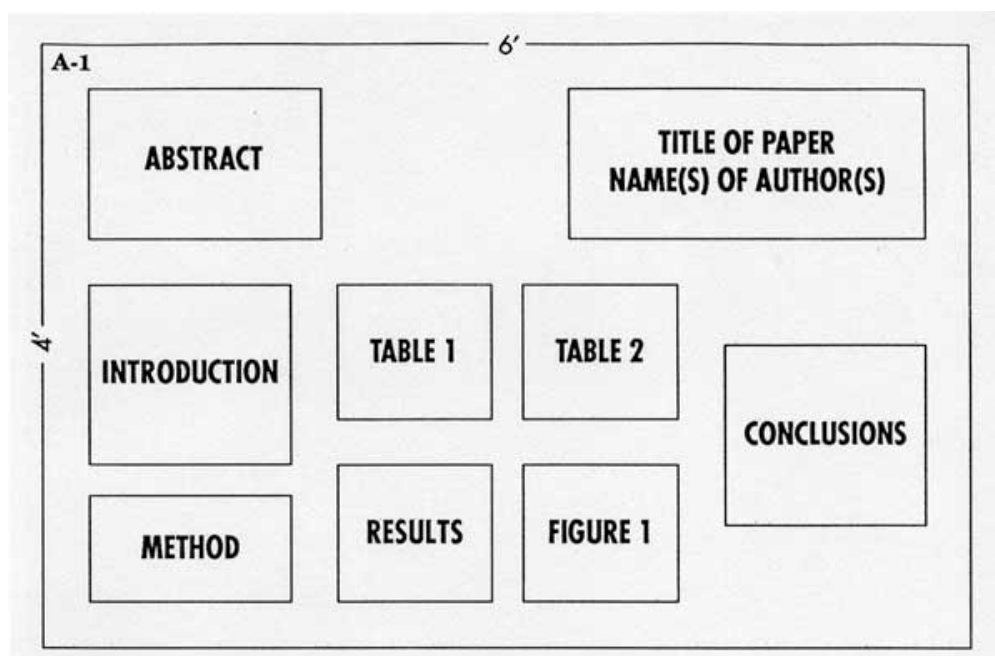 6'
A-1
ABSTRACT
TITLE OF PAPER
NAME(S) OF AUTHOR(S)
4'
INTRODUCTION
TABLE 1
TABLE 2
CONCLUSIONS
METHOD
RESULTS
FIGURE 1